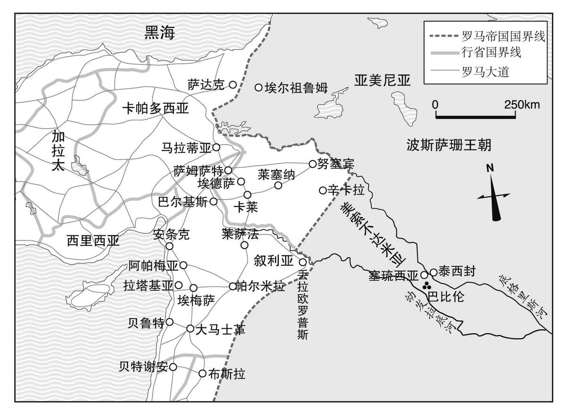 黑海
罗马帝国国界线
行省国界线
罗马大道
萨达克
埃尔祖鲁姆
亚美尼亚
0 250km
卡帕多西亚
加拉太
马拉蒂亚
波斯萨珊王朝
萨姆萨特
莱塞纳
努塞宾
N
埃德萨
辛卡拉
巴尔基斯
卡莱
美索不达米亚
西里西亚
安条克
莱萨法
阿帕梅亚
叙利亚
塞琉西亚
泰西封
拉塔基亚
埃梅萨
帕尔米拉
去拉欧罗普斯
巴比伦
底格里斯河
幼发拉底河
贝鲁特
大马士革
贝特谢安
布斯拉